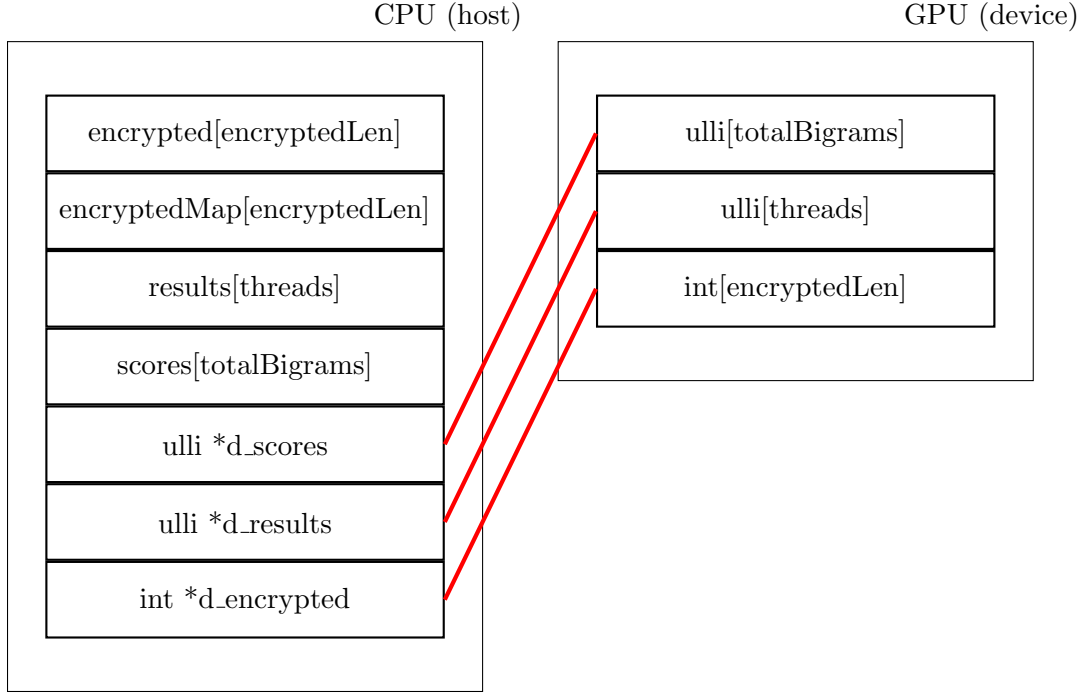 CPU (host)
encrypted[encryptedLen]
encryptedMap[encryptedLen]
results[threads]
scores[totalBigrams]
ulli *d_scores
ulli *d_results
int *d_encrypted
GPU (device)
ulli[totalBigrams]
ulli[threads]
int[encryptedLen]